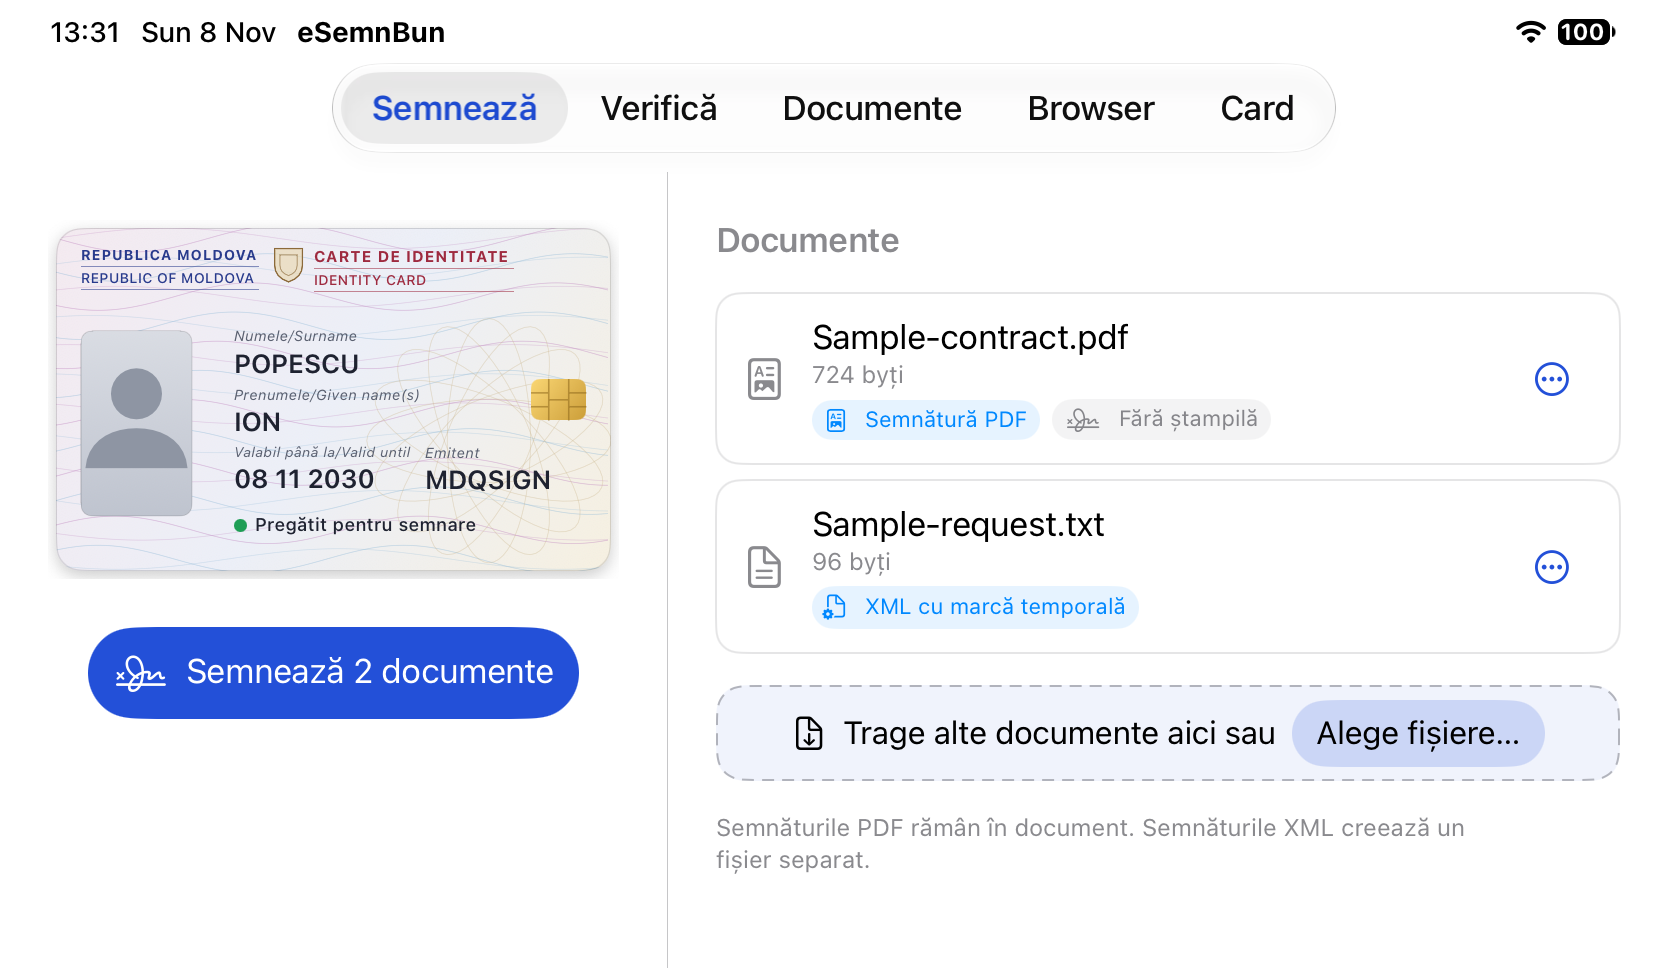 13:31 Sun 8 Nov eSemnBun
100
Semnează Verifică Documente Browser Card
REPUBLICA MOLDOVA
REPUBLIC OF MOLDOVA
CARTE DE IDENTITATE
IDENTITY CARD
Numele/Surname
POPESCU
Prenumele/Given name(s)
ION
Valabil până la/Valid until
08 11 2030
Emitent
MDQSIGN
Pregătit pentru semnare
Semnează 2 documente
Documente
Sample-contract.pdf
724 byți
Semnătură PDF
Fără ștampilă
Sample-request.txt
96 byți
XML cu marcă temporală
Trage alte documente aici sau Alege fișiere...
Semnăturile PDF rămân în document. Semnăturile XML creează un
fișier separat.